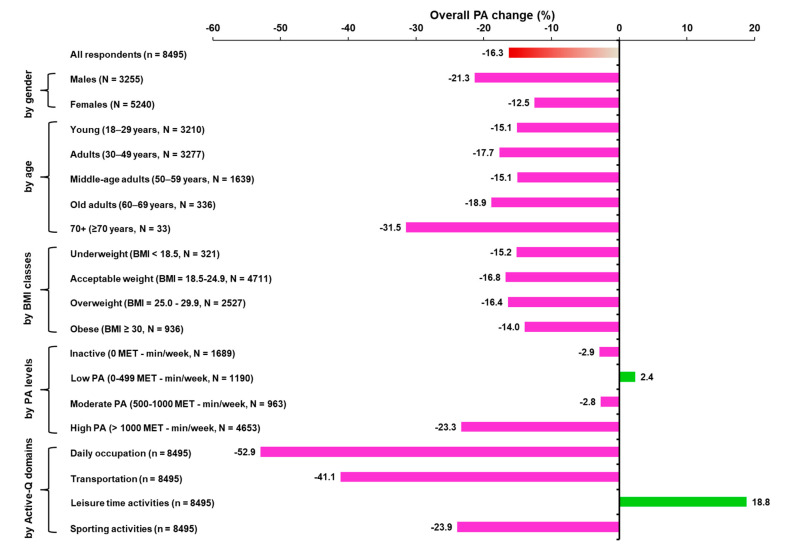 Overall PA change (%)
-60 -50 -40 -30 -20 -10 0 10 20
All respondents (n = 8495) -16.3
by gender
Males (N = 3255) -21.3
Females (N = 5240) -12.5
by age
Young (18–29 years, N = 3210) -15.1
Adults (30–49 years, N = 3277) -17.7
Middle-age adults (50–59 years, N = 1639) -15.1
Old adults (60–69 years, N = 336) -18.9
70+ (≥70 years, N = 33) -31.5
by BMI classes
Underweight (BMI < 18.5, N = 321) -15.2
Acceptable weight (BMI = 18.5-24.9, N = 4711) -16.8
Overweight (BMI = 25.0 - 29.9, N = 2527) -16.4
Obese (BMI ≥ 30, N = 936) -14.0
by PA levels
Inactive (0 MET - min/week, N = 1689) -2.9
Low PA (0-499 MET - min/week, N = 1190) 2.4
Moderate PA (500-1000 MET - min/week, N = 963) -2.8
High PA (> 1000 MET - min/week, N = 4653) -23.3
by Active-Q domains
Daily occupation (n = 8495) -52.9
Transportation (n = 8495) -41.1
Leisure time activities (n = 8495) 18.8
Sporting activities (n = 8495) -23.9